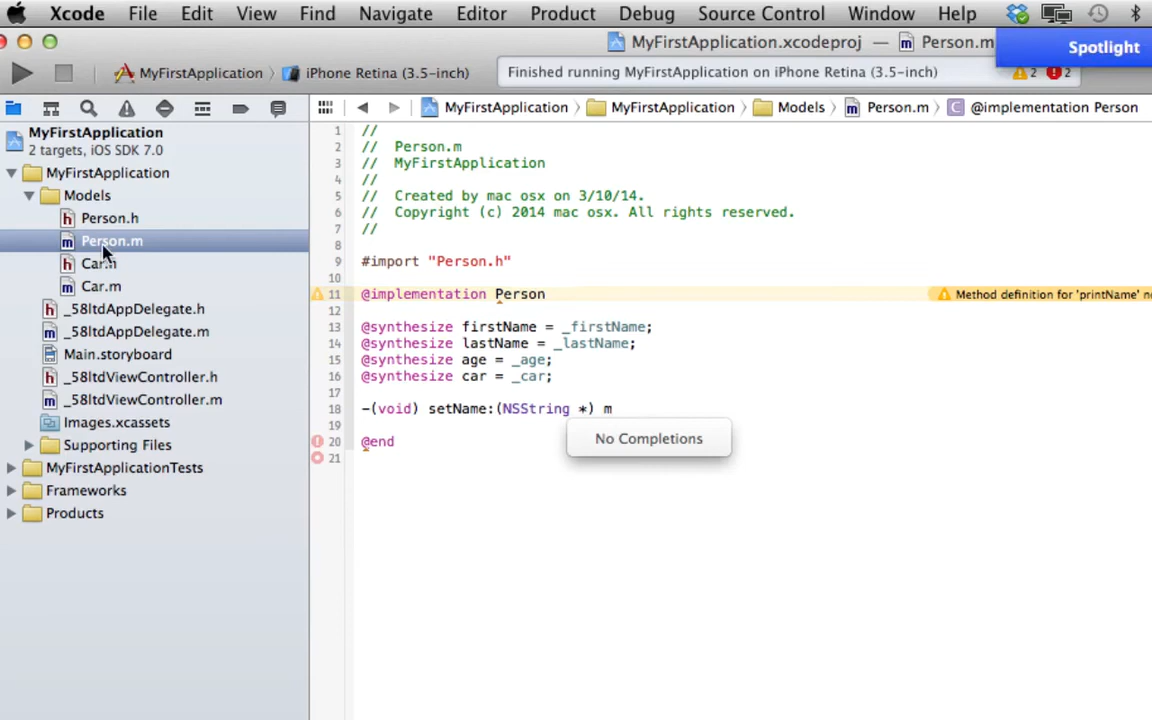 Xcode File Edit View Find Navigate Editor Product Debug Source Control Window Help
MyFirstApplication.xcodeproj — Person.m
Spotlight
MyFirstApplication 〉 iPhone Retina (3.5-inch)
Finished running MyFirstApplication on iPhone Retina (3.5-inch)
2 2
MyFirstApplication 〉 MyFirstApplication 〉 Models 〉 Person.m 〉 C @implementation Person
MyFirstApplication
2 targets, iOS SDK 7.0
MyFirstApplication
Models
h Person.h
m Person.m
h Car.h
m Car.m
h _58ltdAppDelegate.h
m _58ltdAppDelegate.m
Main.storyboard
h _58ltdViewController.h
m _58ltdViewController.m
Images.xcassets
Supporting Files
MyFirstApplicationTests
Frameworks
Products
1 //
2 // Person.m
3 // MyFirstApplication
4 //
5 // Created by mac osx on 3/10/14.
6 // Copyright (c) 2014 mac osx. All rights reserved.
7 //
8
9 #import "Person.h"
10
11 @implementation Person
Method definition for 'printName' n
12
13 @synthesize firstName = _firstName;
14 @synthesize lastName = _lastName;
15 @synthesize age = _age;
16 @synthesize car = _car;
17
18 -(void) setName:(NSString *) m
19
No Completions
20 @end
21